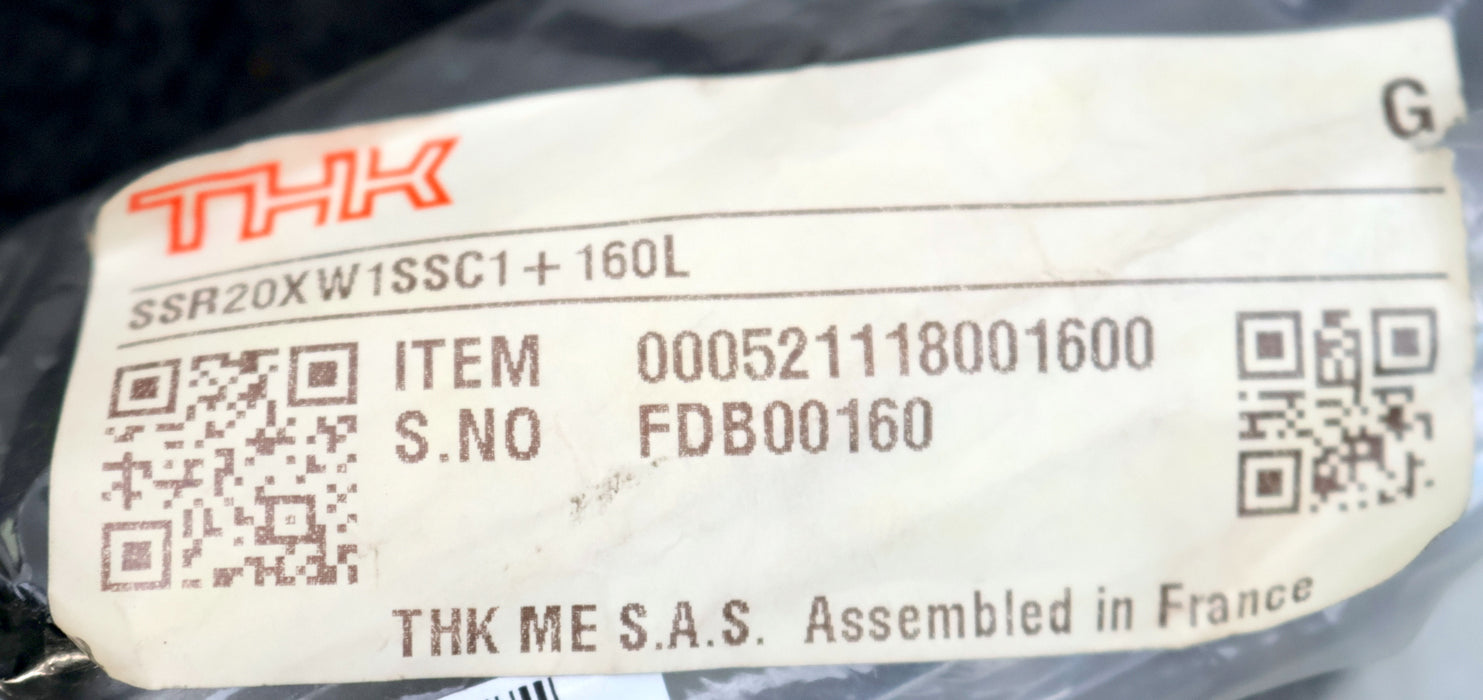 G
THK
SSR20XW1SSC1+160L
ITEM 000521118001600
S.NO FDB00160
THK ME S.A.S. Assembled in France